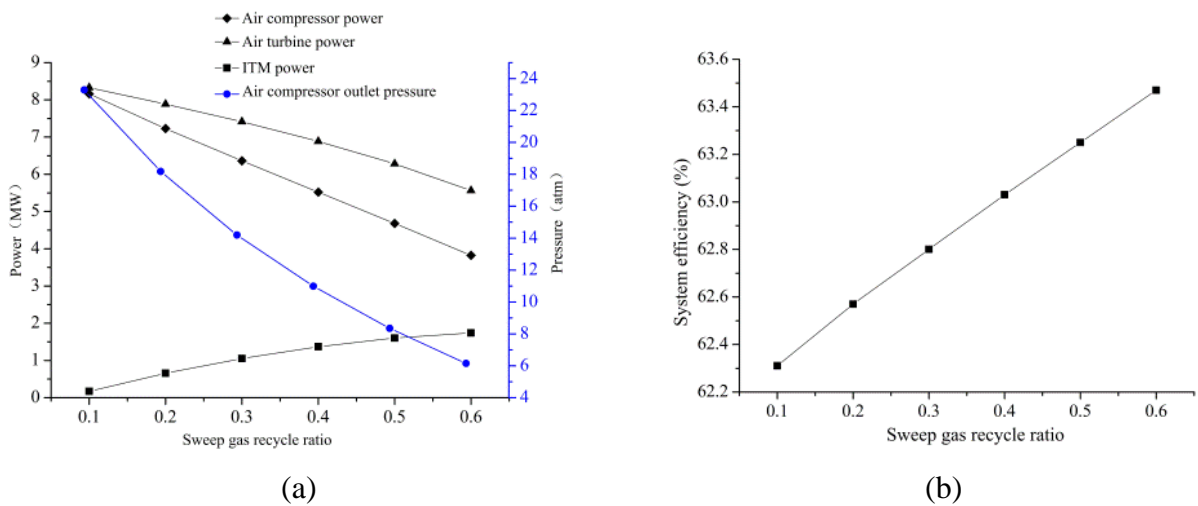 Air compressor power
Air turbine power
ITM power
Air compressor outlet pressure
9
8
7
6
5
4
3
2
1
0
Power（MW）
24
22
20
18
16
14
12
10
8
6
4
Pressure（atm）
0.1 0.2 0.3 0.4 0.5 0.6
Sweep gas recycle ratio
(a)
63.6
63.4
63.2
63.0
62.8
62.6
62.4
62.2
System efficiency (%)
0.1 0.2 0.3 0.4 0.5 0.6
Sweep gas recycle ratio
(b)